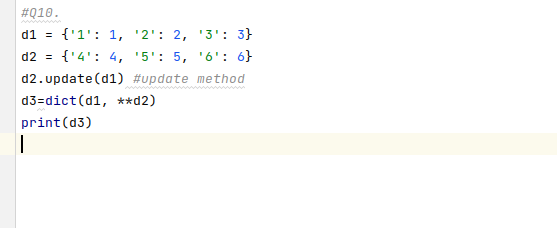 #Q10.
d1 = {'1': 1, '2': 2, '3': 3}
d2 = {'4': 4, '5': 5, '6': 6}
d2.update(d1) #update method
d3=dict(d1, **d2)
print(d3)